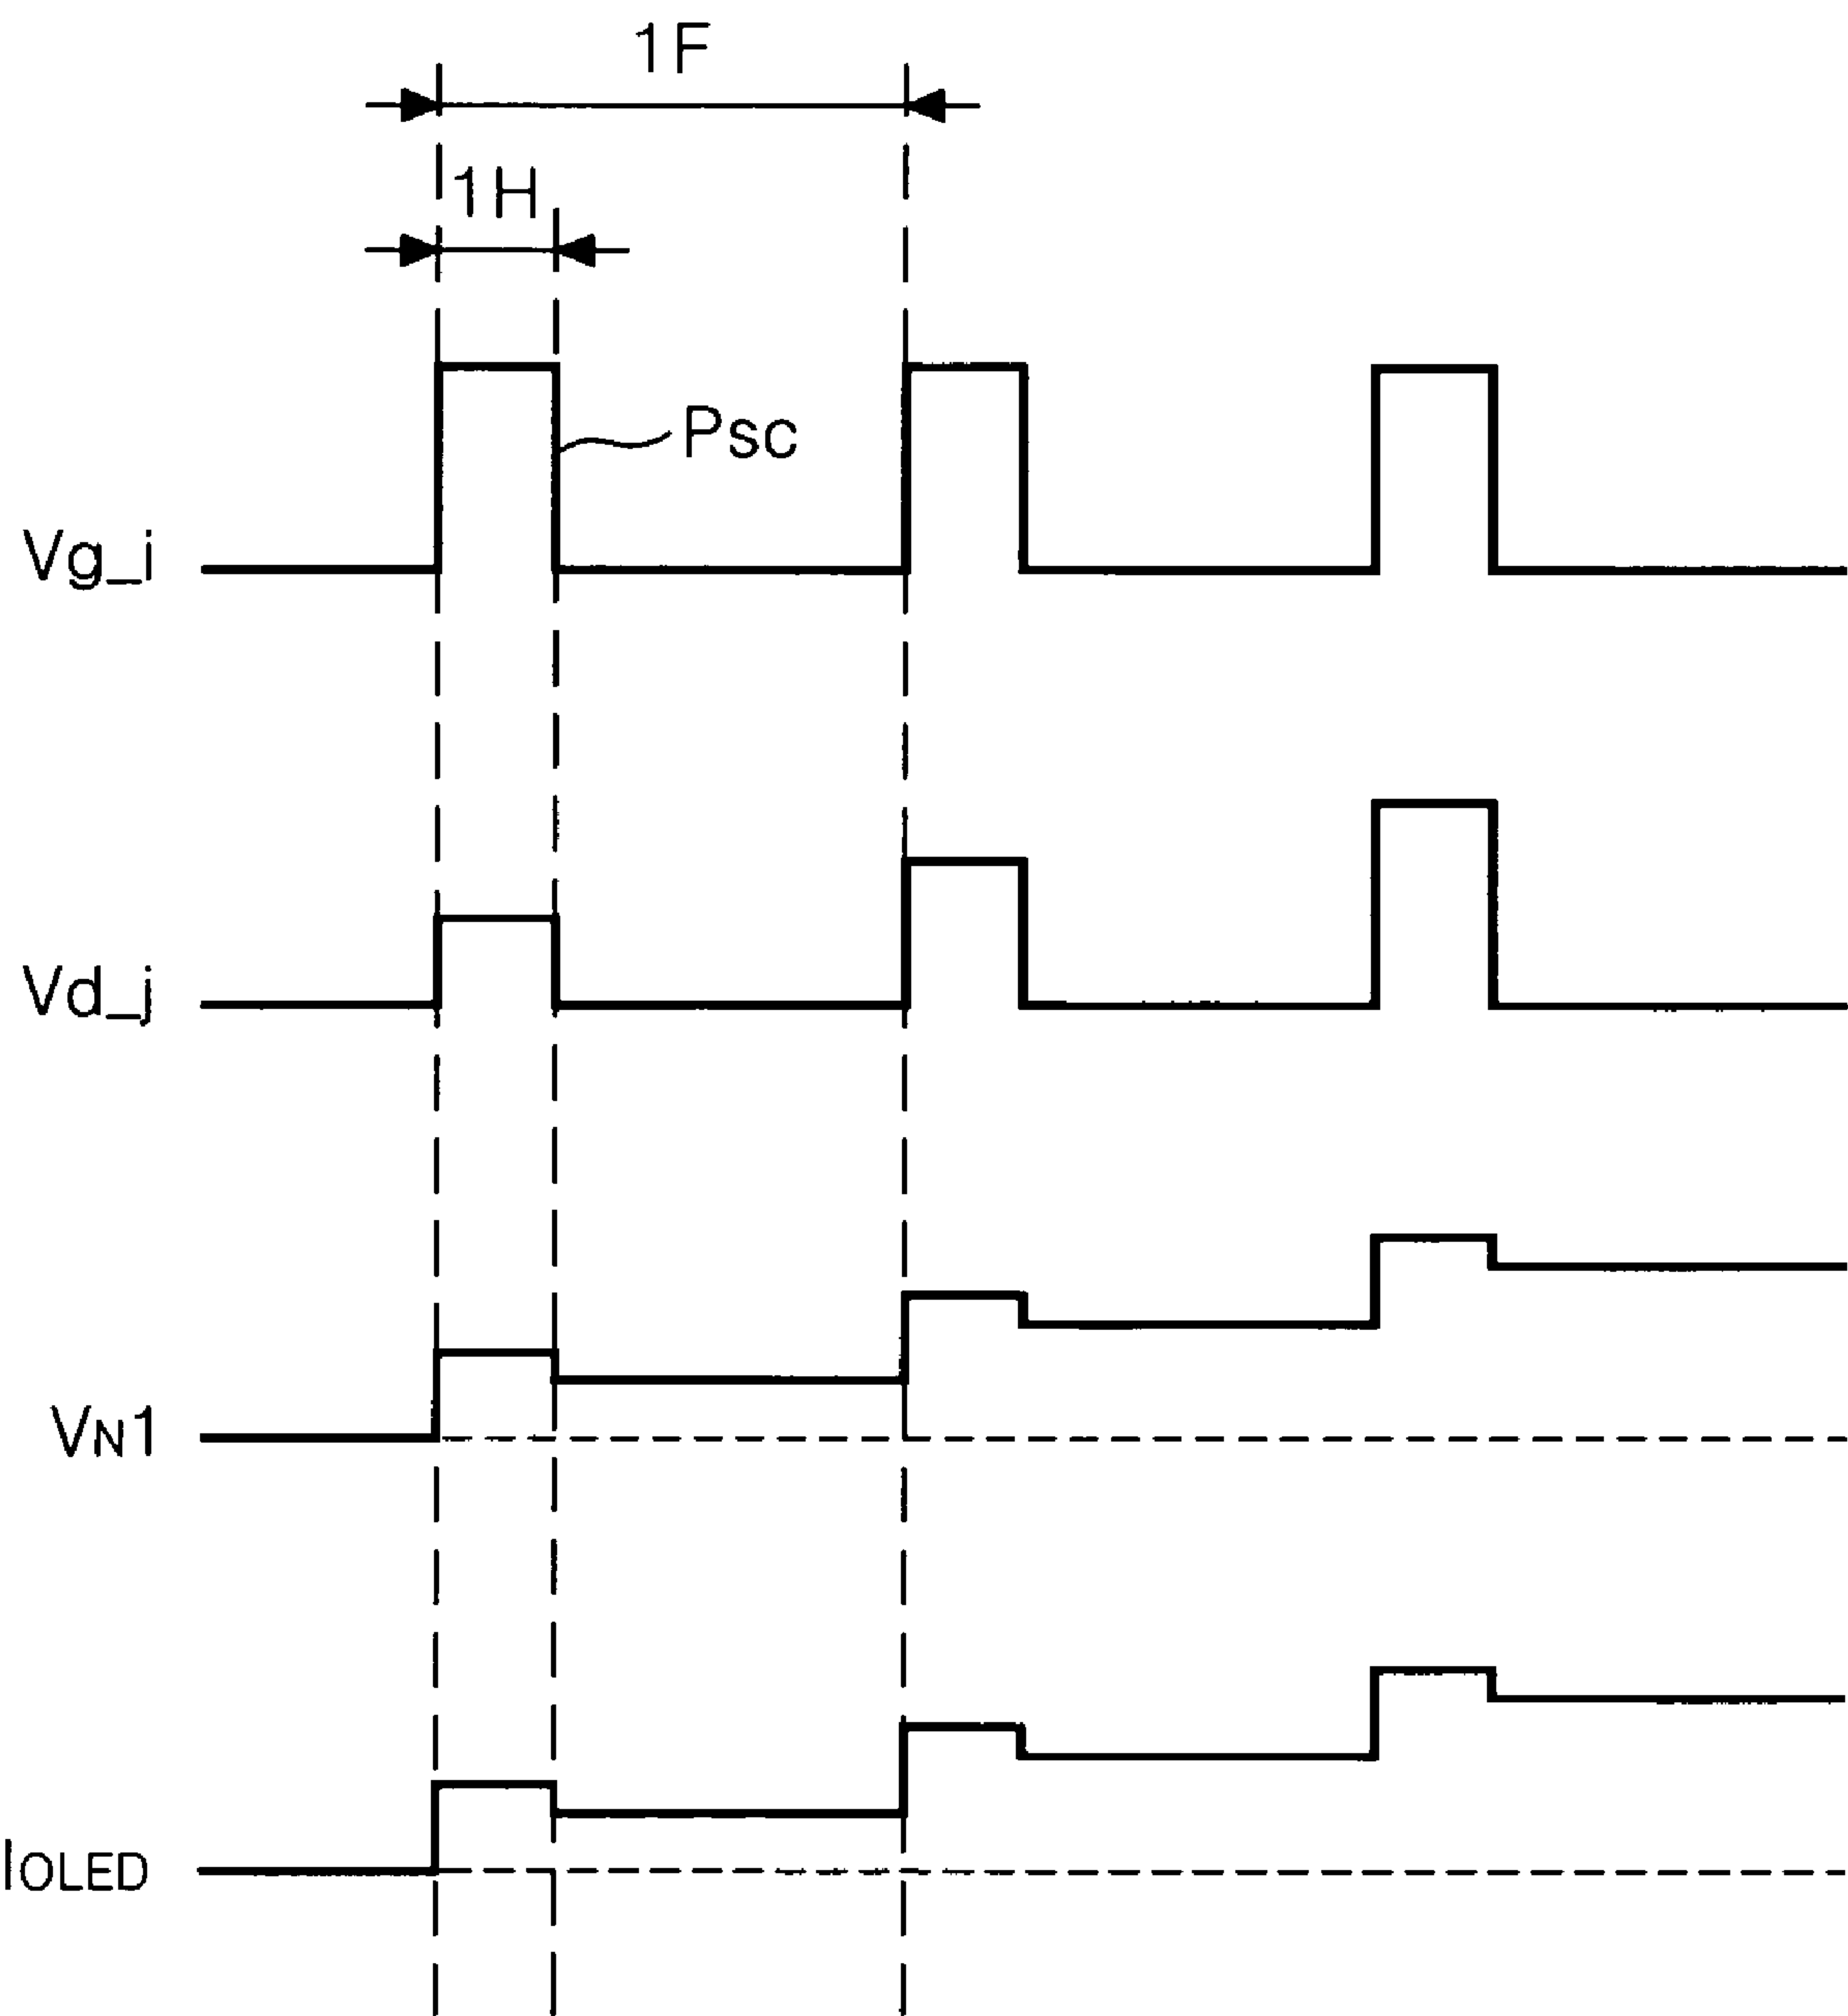 1F
1H
Psc
Vg_i
Vd_j
VN1
IOLED